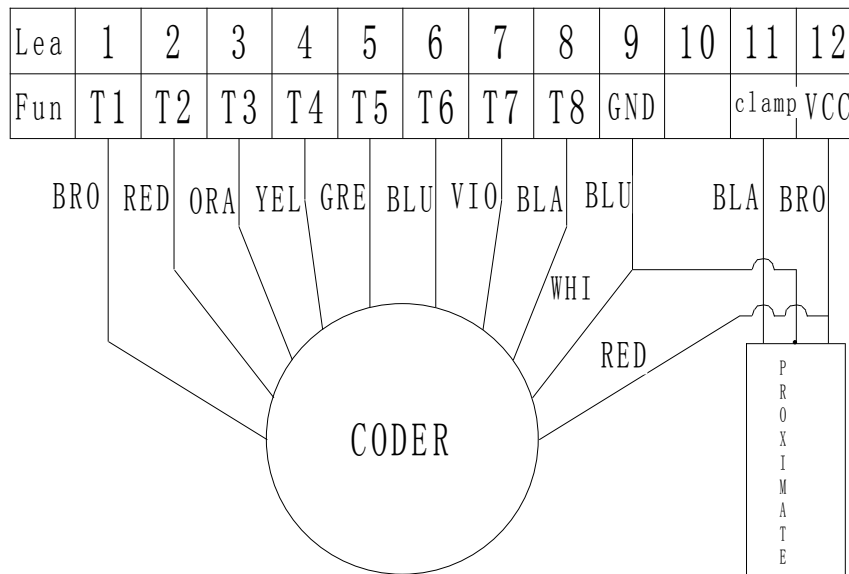 Lea 1 2 3 4 5 6 7 8 9 10 11 12
Fun T1 T2 T3 T4 T5 T6 T7 T8 GND clamp VCC
BRO RED ORA YEL GRE BLU VIO BLA BLU BLA BRO
WHI
RED
CODER
PROXIMATE